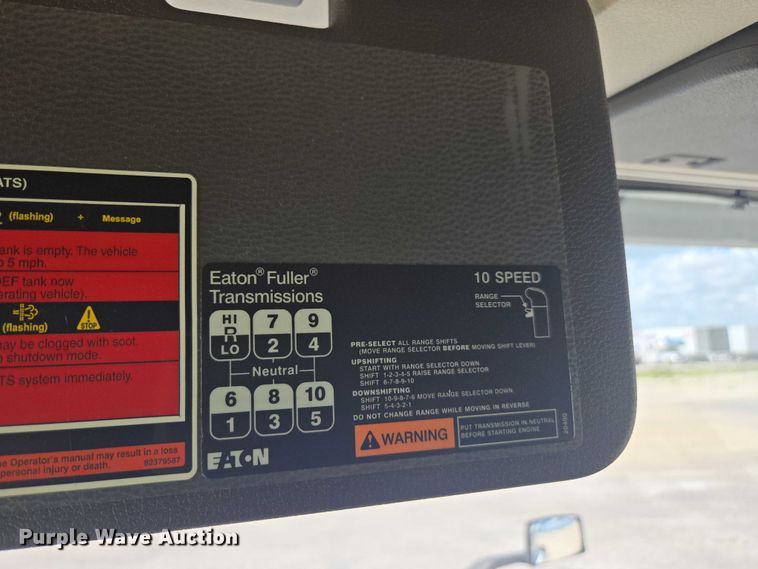 ATS)
(flashing) + Message
ank is empty. The vehicle
5 mph.
DEF tank now
erating vehicle).
(flashing)
STOP
may be clogged with soot.
shutdown mode.
TS system immediately.
he Operator's manual may result in a loss
personal injury or death. 82379587
Eaton® Fuller®
Transmissions
10 SPEED
RANGE
SELECTOR
HI 7 9
R
LO 2 4
Neutral
6 8 10
1 3 5
PRE-SELECT ALL RANGE SHIFTS
(MOVE RANGE SELECTOR BEFORE MOVING SHIFT LEVER)
UPSHIFTING
START WITH RANGE SELECTOR DOWN
SHIFT 1-2-3-4-5 RAISE RANGE SELECTOR
SHIFT 6-7-8-9-10
DOWNSHIFTING
SHIFT 10-9-8-7-6 MOVE RANGE SELECTOR DOWN
SHIFT 5-4-3-2-1
DO NOT CHANGE RANGE WHILE MOVING IN REVERSE
WARNING
PUT TRANSMISSION IN NEUTRAL
BEFORE STARTING ENGINE
EATON
Purple Wave Auction